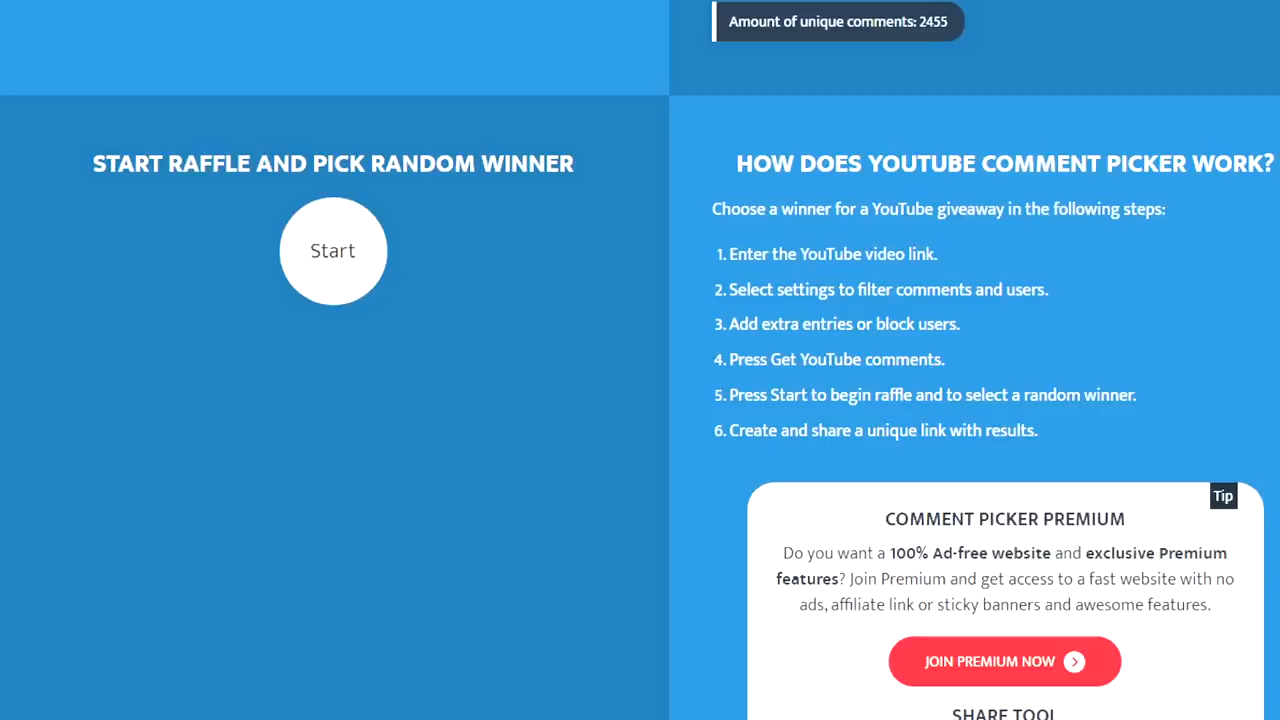 Amount of unique comments: 2455
START RAFFLE AND PICK RANDOM WINNER
Start
HOW DOES YOUTUBE COMMENT PICKER WORK?
Choose a winner for a YouTube giveaway in the following steps:
1. Enter the YouTube video link.
2. Select settings to filter comments and users.
3. Add extra entries or block users.
4. Press Get YouTube comments.
5. Press Start to begin raffle and to select a random winner.
6. Create and share a unique link with results.
Tip
COMMENT PICKER PREMIUM
Do you want a 100% Ad-free website and exclusive Premium
features? Join Premium and get access to a fast website with no
ads, affiliate link or sticky banners and awesome features.
JOIN PREMIUM NOW
SHARE TOOL